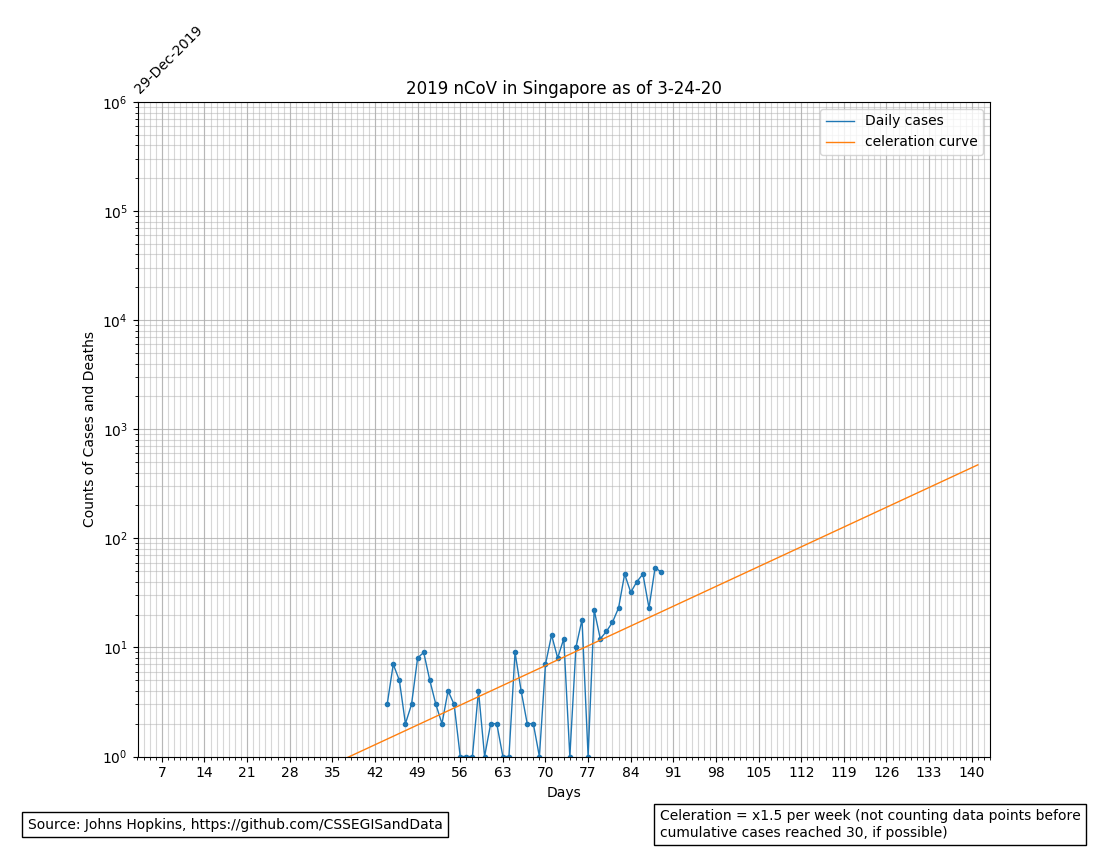 29-Dec-2019
2019 nCoV in Singapore as of 3-24-20
Daily cases
celeration curve
10^6
10^5
10^4
10^3
10^2
10^1
10^0
Counts of Cases and Deaths
7 14 21 28 35 42 49 56 63 70 77 84 91 98 105 112 119 126 133 140
Days
Source: Johns Hopkins, https://github.com/CSSEGISandData
Celeration = x1.5 per week (not counting data points before
cumulative cases reached 30, if possible)